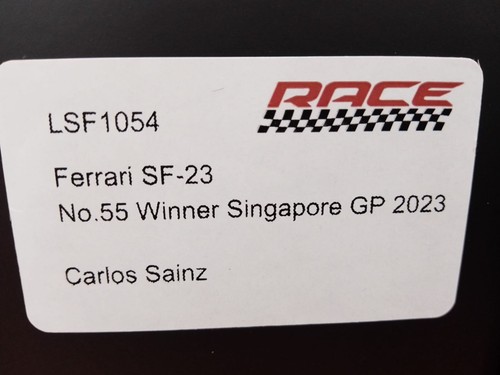 RACE
LSF1054
Ferrari SF-23
No.55 Winner Singapore GP 2023
Carlos Sainz